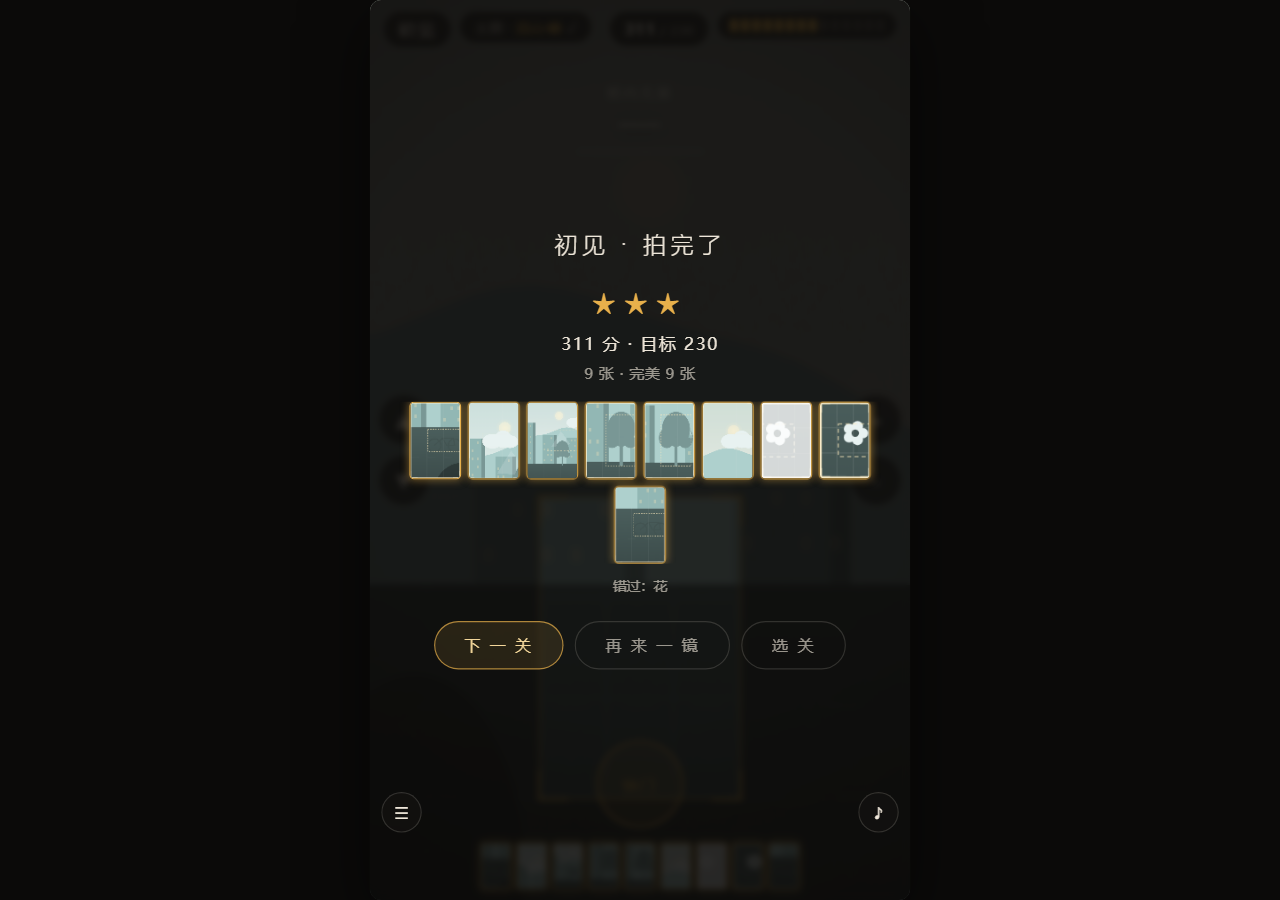 初见 · 拍完了
★★★
311 分 · 目标 230
9 张 · 完美 9 张
错过: 花
下一关
再来一镜
选关